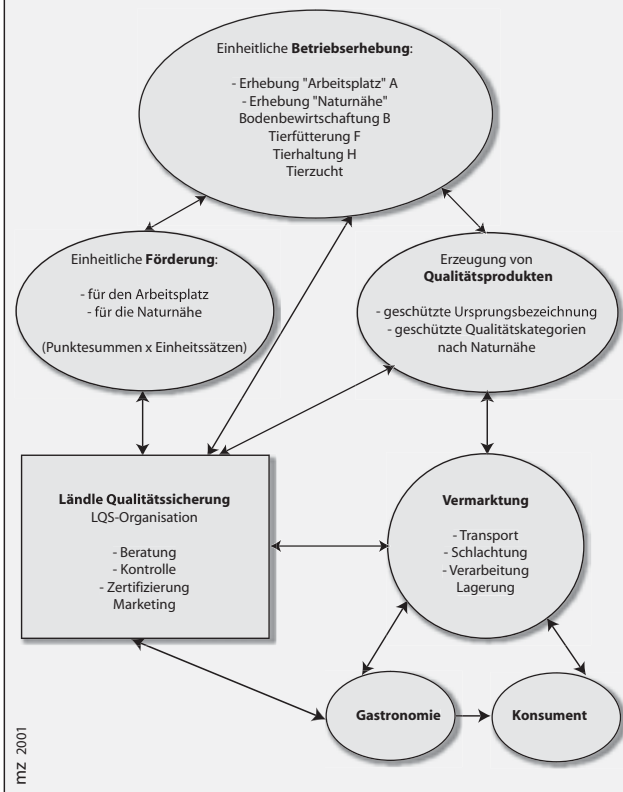 Einheitliche Betriebserhebung:
- Erhebung "Arbeitsplatz" A
- Erhebung "Naturnähe"
Bodenbewirtschaftung B
Tierfütterung F
Tierhaltung H
Tierzucht
Einheitliche Förderung:
- für den Arbeitsplatz
- für die Naturnähe
(Punktesummen x Einheitssätzen)
Erzeugung von
Qualitätsprodukten
- geschützte Ursprungsbezeichnung
- geschützte Qualitätskategorien
nach Naturnähe
Ländle Qualitätssicherung
LQS-Organisation
- Beratung
- Kontrolle
- Zertifizierung
Marketing
Vermarktung
- Transport
- Schlachtung
- Verarbeitung
Lagerung
Gastronomie
Konsument
mz 2001